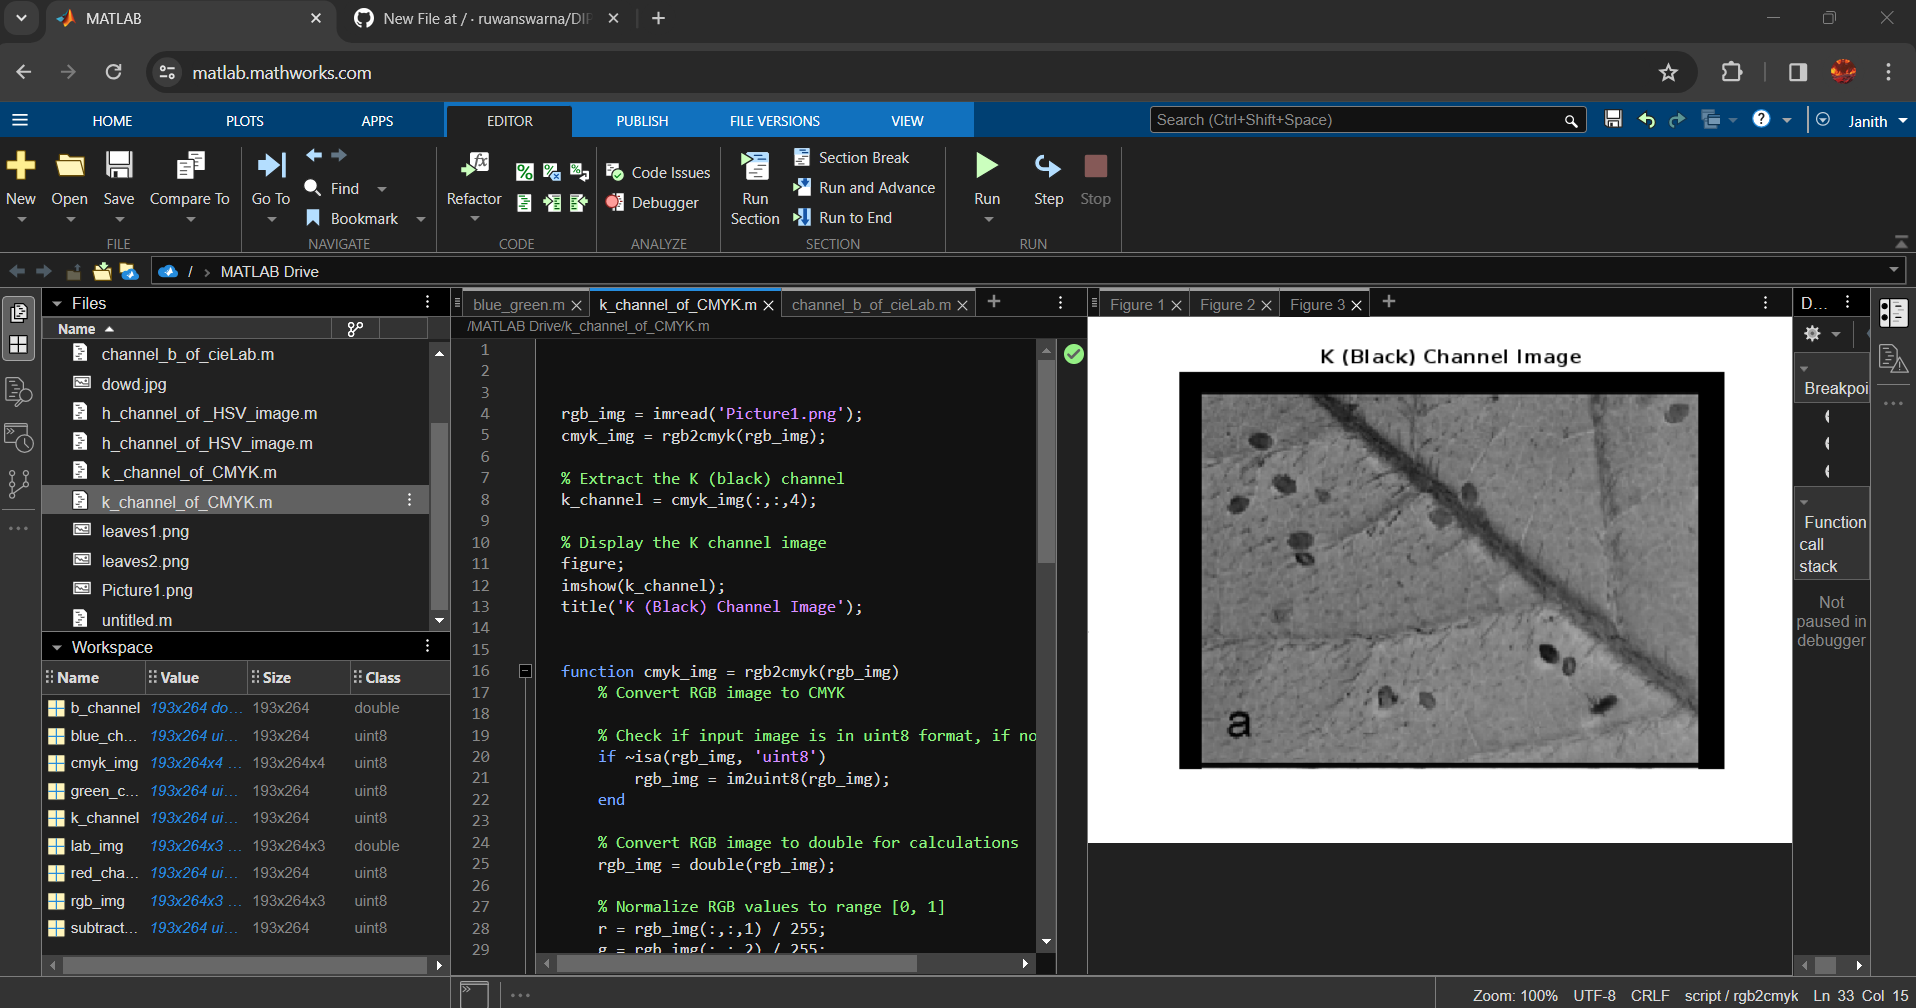 MATLAB
New File at / · ruwanswarna/DIP
matlab.mathworks.com
HOME PLOTS APPS EDITOR PUBLISH FILE VERSIONS VIEW
Search (Ctrl+Shift+Space)
Janith
New Open Save Compare To
FILE
Go To Find Bookmark
NAVIGATE
Refactor
CODE
Code Issues
Debugger
ANALYZE
Run Section
Section Break
Run and Advance
Run to End
SECTION
Run Step Stop
RUN
/ › MATLAB Drive
Files
Name
channel_b_of_cieLab.m
dowd.jpg
h_channel_of _HSV_image.m
h_channel_of_HSV_image.m
k _channel_of_CMYK.m
k_channel_of_CMYK.m
leaves1.png
leaves2.png
Picture1.png
untitled.m
Workspace
Name Value Size Class
b_channel 193x264 do... 193x264 double
blue_ch... 193x264 ui... 193x264 uint8
cmyk_img 193x264x4 ... 193x264x4 uint8
green_c... 193x264 ui... 193x264 uint8
k_channel 193x264 ui... 193x264 uint8
lab_img 193x264x3 ... 193x264x3 double
red_cha... 193x264 ui... 193x264 uint8
rgb_img 193x264x3 ... 193x264x3 uint8
subtract... 193x264 ui... 193x264 uint8
blue_green.m k_channel_of_CMYK.m channel_b_of_cieLab.m
/MATLAB Drive/k_channel_of_CMYK.m
1
2
3
4 rgb_img = imread('Picture1.png');
5 cmyk_img = rgb2cmyk(rgb_img);
6
7 % Extract the K (black) channel
8 k_channel = cmyk_img(:,:,4);
9
10 % Display the K channel image
11 figure;
12 imshow(k_channel);
13 title('K (Black) Channel Image');
14
15
16 function cmyk_img = rgb2cmyk(rgb_img)
17 % Convert RGB image to CMYK
18
19 % Check if input image is in uint8 format, if no
20 if ~isa(rgb_img, 'uint8')
21 rgb_img = im2uint8(rgb_img);
22 end
23
24 % Convert RGB image to double for calculations
25 rgb_img = double(rgb_img);
26
27 % Normalize RGB values to range [0, 1]
28 r = rgb_img(:,:,1) / 255;
29 g = rgb_img(:,:,2) / 255;
Figure 1 Figure 2 Figure 3
K (Black) Channel Image
a
D...
Breakpoi
Function
call
stack
Not
paused in
debugger
Zoom: 100% UTF-8 CRLF script / rgb2cmyk Ln 33 Col 15